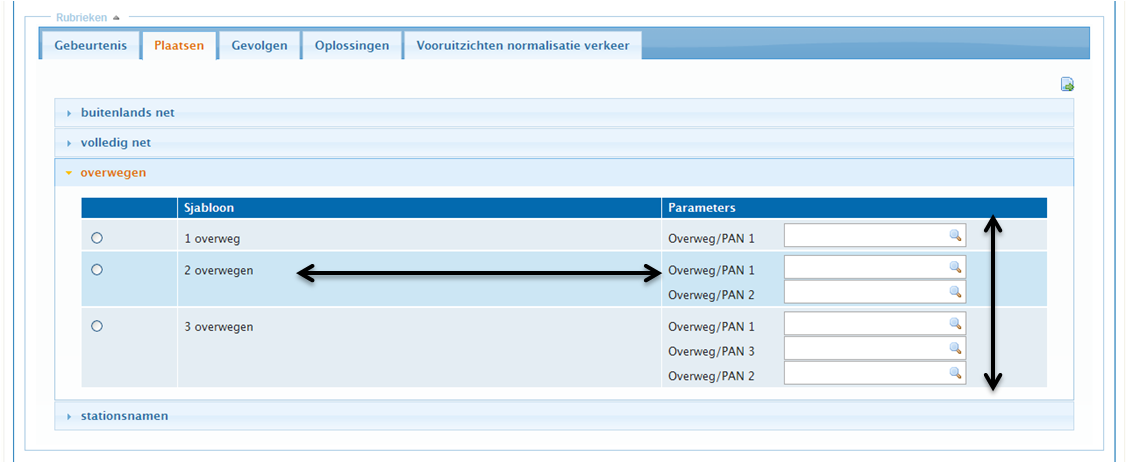 Rubrieken
Gebeurtenis Plaatsen Gevolgen Oplossingen Vooruitzichten normalisatie verkeer
buitenlands net
volledig net
overwegen
Sjabloon Parameters
1 overweg Overweg/PAN 1
2 overwegen Overweg/PAN 1
Overweg/PAN 2
3 overwegen Overweg/PAN 1
Overweg/PAN 3
Overweg/PAN 2
stationsnamen